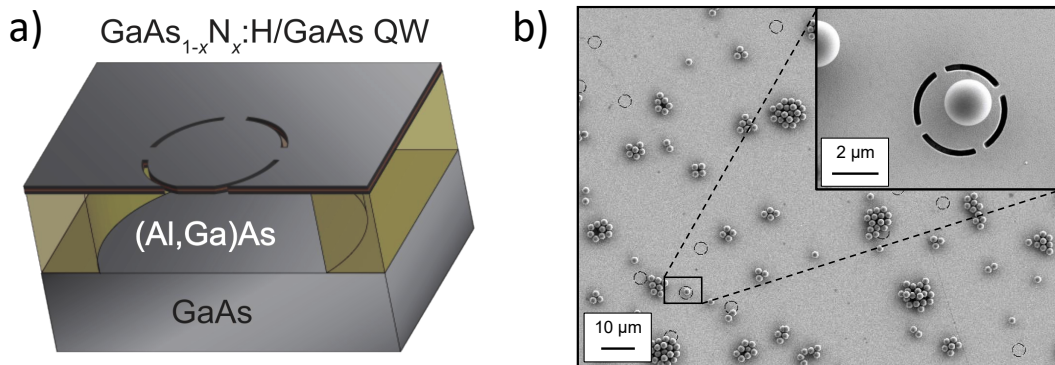 a)
GaAs₁₋ₓNₓ:H/GaAs QW
(Al,Ga)As
GaAs
b)
2 μm
10 μm